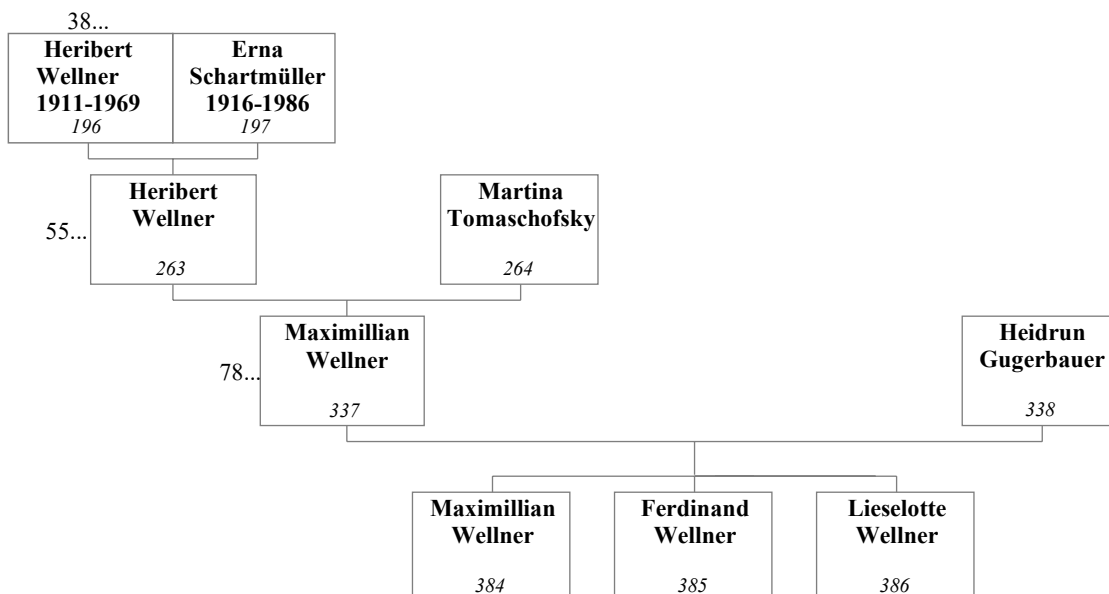 38...
Heribert
Wellner
1911-1969
196
Erna
Schartmüller
1916-1986
197
55...
Heribert
Wellner
263
Martina
Tomaschofsky
264
78...
Maximillian
Wellner
337
Heidrun
Gugerbauer
338
Maximillian
Wellner
384
Ferdinand
Wellner
385
Lieselotte
Wellner
386